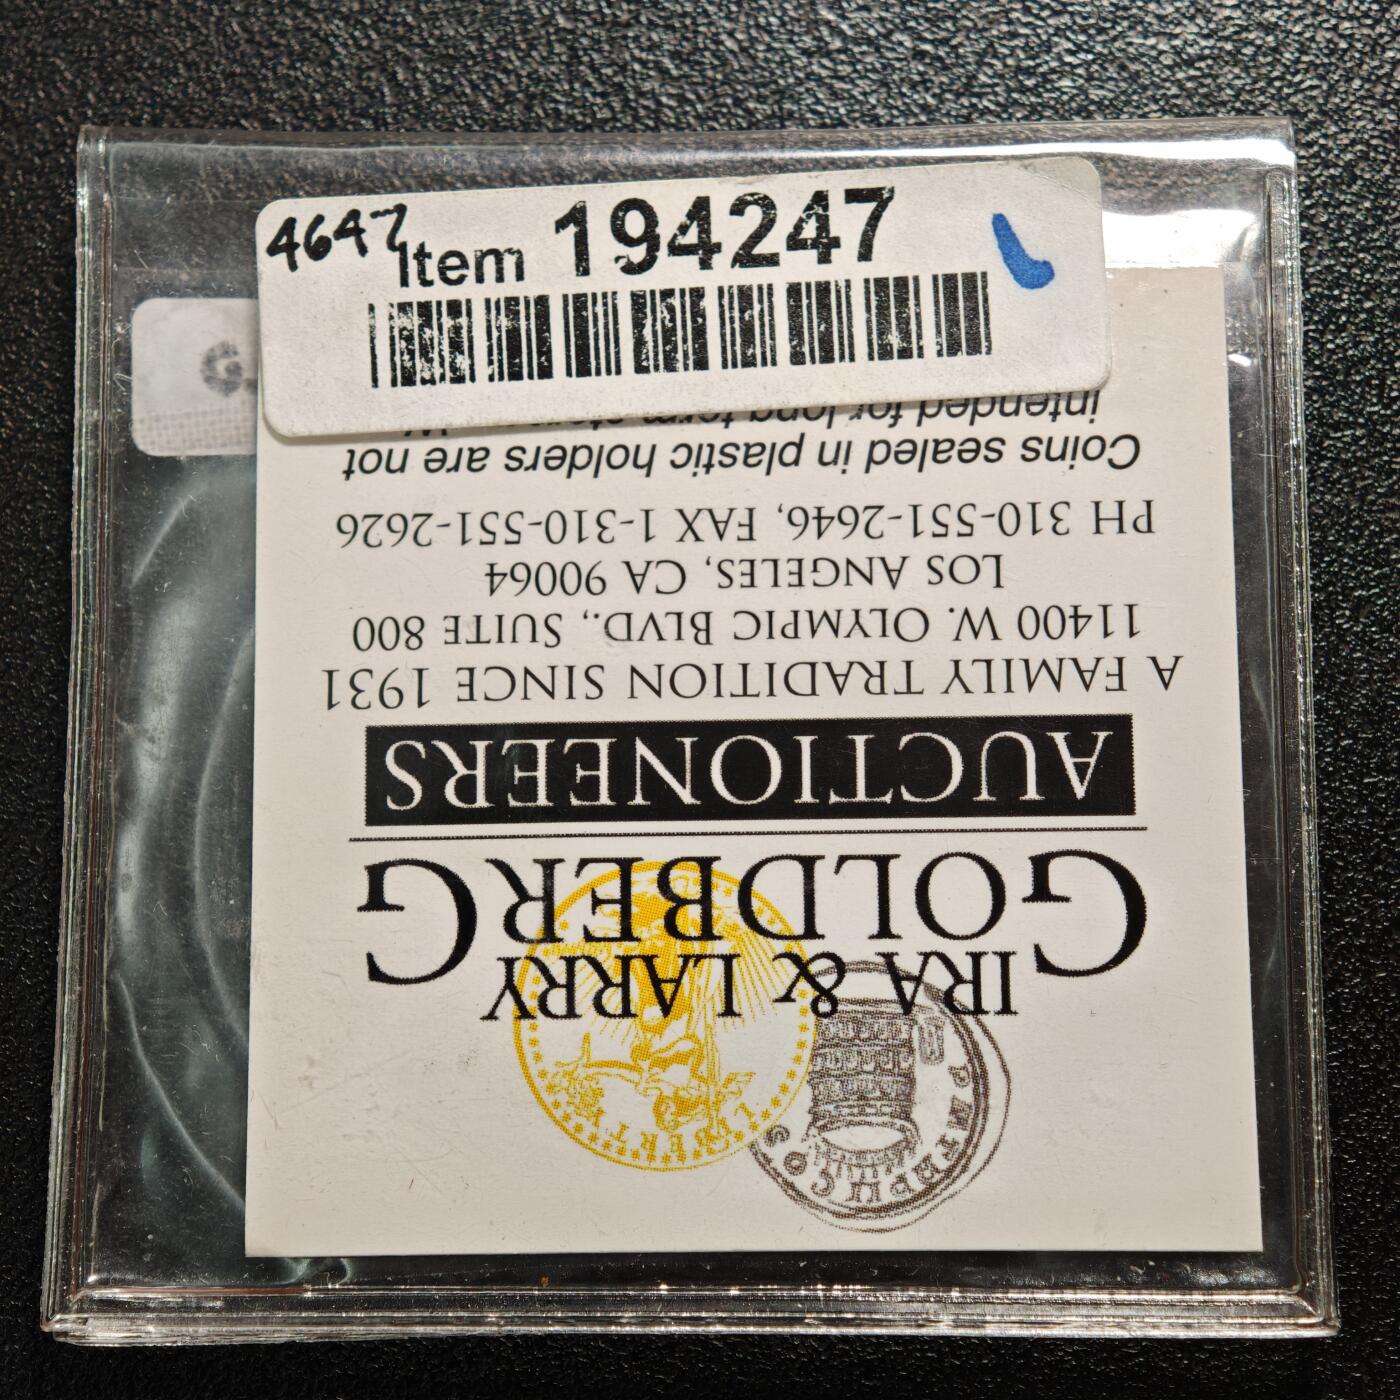 4647
Item 194247
IRA & LARRY
GOLDBERG
AUCTIONEERS
A FAMILY TRADITION SINCE 1931
11400 W. OLYMPIC BLVD., SUITE 800
LOS ANGELES, CA 90064
PH 310-551-2646, FAX 1-310-551-2626
Coins sealed in plastic holders are not
intended for long term
LIBERTY